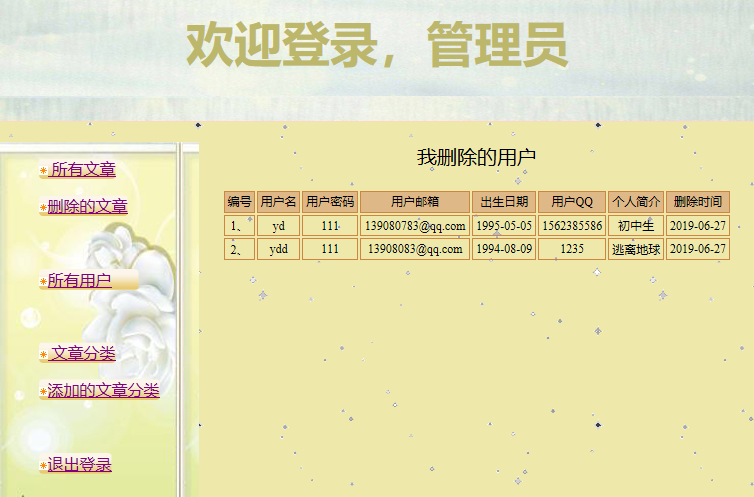 欢迎登录，管理员
所有文章
删除的文章
所有用户
文章分类
添加的文章分类
退出登录
我删除的用户
编号 用户名 用户密码 用户邮箱 出生日期 用户QQ 个人简介 删除时间
1、 yd 111 139080783@qq.com 1995-05-05 1562385586 初中生 2019-06-27
2、 ydd 111 13908083@qq.com 1994-08-09 1235 逃离地球 2019-06-27